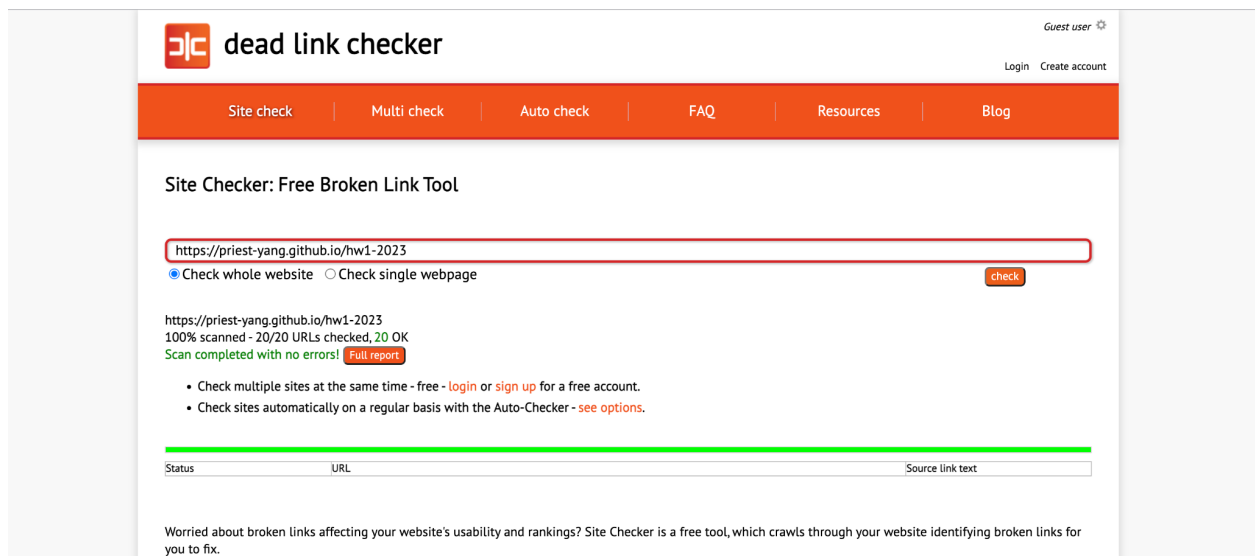 dead link checker
Guest user
Login Create account
Site check Multi check Auto check FAQ Resources Blog
Site Checker: Free Broken Link Tool
https://priest-yang.github.io/hw1-2023
Check whole website Check single webpage
check
https://priest-yang.github.io/hw1-2023
100% scanned - 20/20 URLs checked, 20 OK
Scan completed with no errors! Full report
• Check multiple sites at the same time - free - login or sign up for a free account.
• Check sites automatically on a regular basis with the Auto-Checker - see options.
Status URL Source link text
Worried about broken links affecting your website's usability and rankings? Site Checker is a free tool, which crawls through your website identifying broken links for
you to fix.